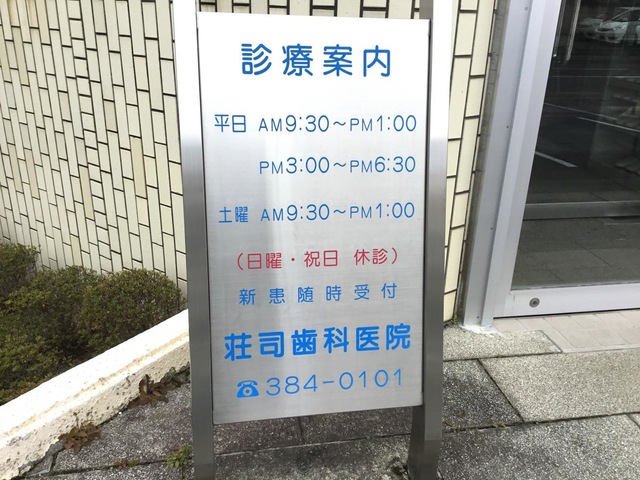 診療案内
平日 AM9:30～PM1:00
PM3:00～PM6:30
土曜 AM9:30～PM1:00
（日曜・祝日 休診）
新患随時受付
荘司歯科医院
☎384-0101